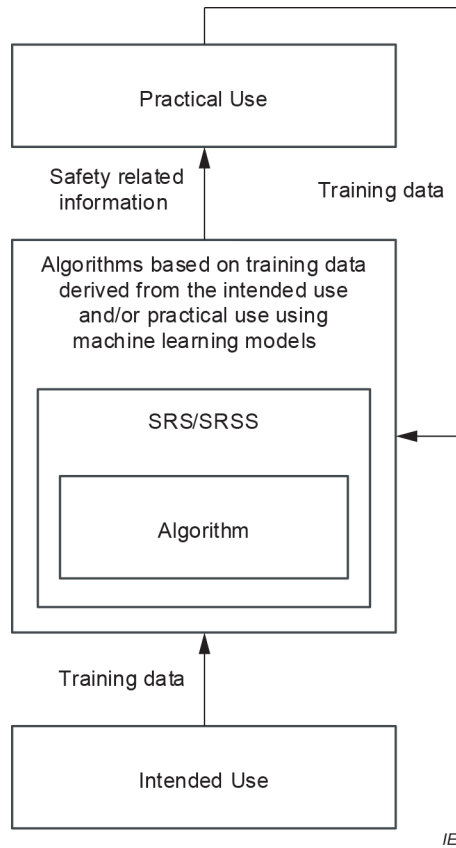 Practical Use
Safety related
information
Training data
Algorithms based on training data
derived from the intended use
and/or practical use using
machine learning models
SRS/SRSS
Algorithm
Training data
Intended Use
IE